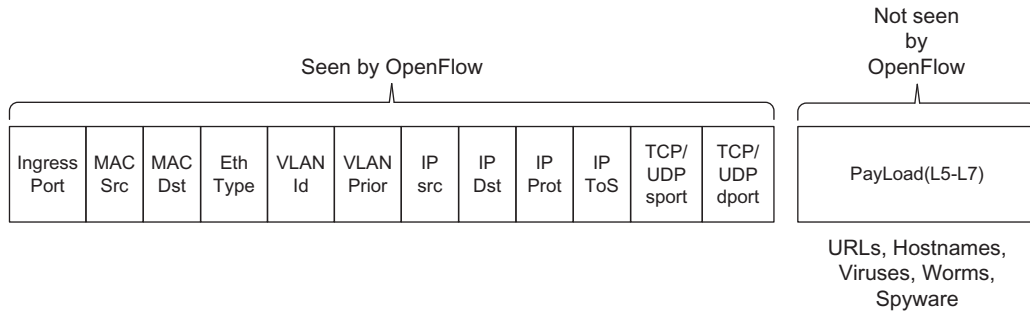 Not seen
by
OpenFlow
Seen by OpenFlow
Ingress
Port
MAC
Src
MAC
Dst
Eth
Type
VLAN
Id
VLAN
Prior
IP
src
IP
Dst
IP
Prot
IP
ToS
TCP/
UDP
sport
TCP/
UDP
dport
PayLoad(L5-L7)
URLs, Hostnames,
Viruses, Worms,
Spyware